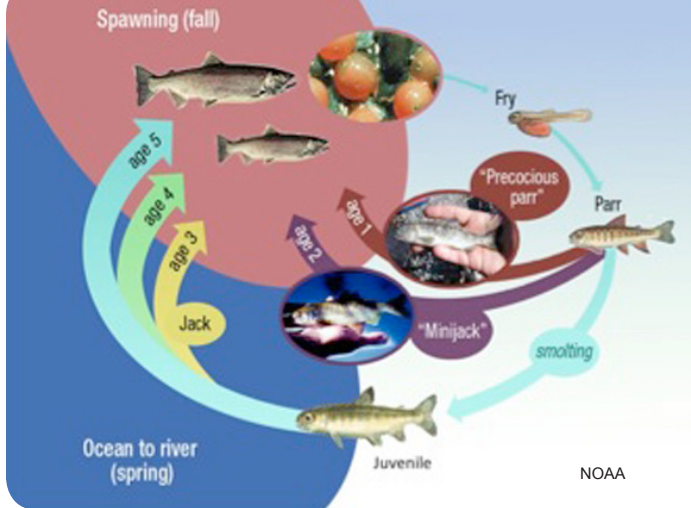 Spawning (fall)
Fry
"Precocious
parr"
Parr
age 5
age 4
age 3
age 2
age 1
Jack
"Minijack"
smolting
Ocean to river
(spring)
Juvenile
NOAA